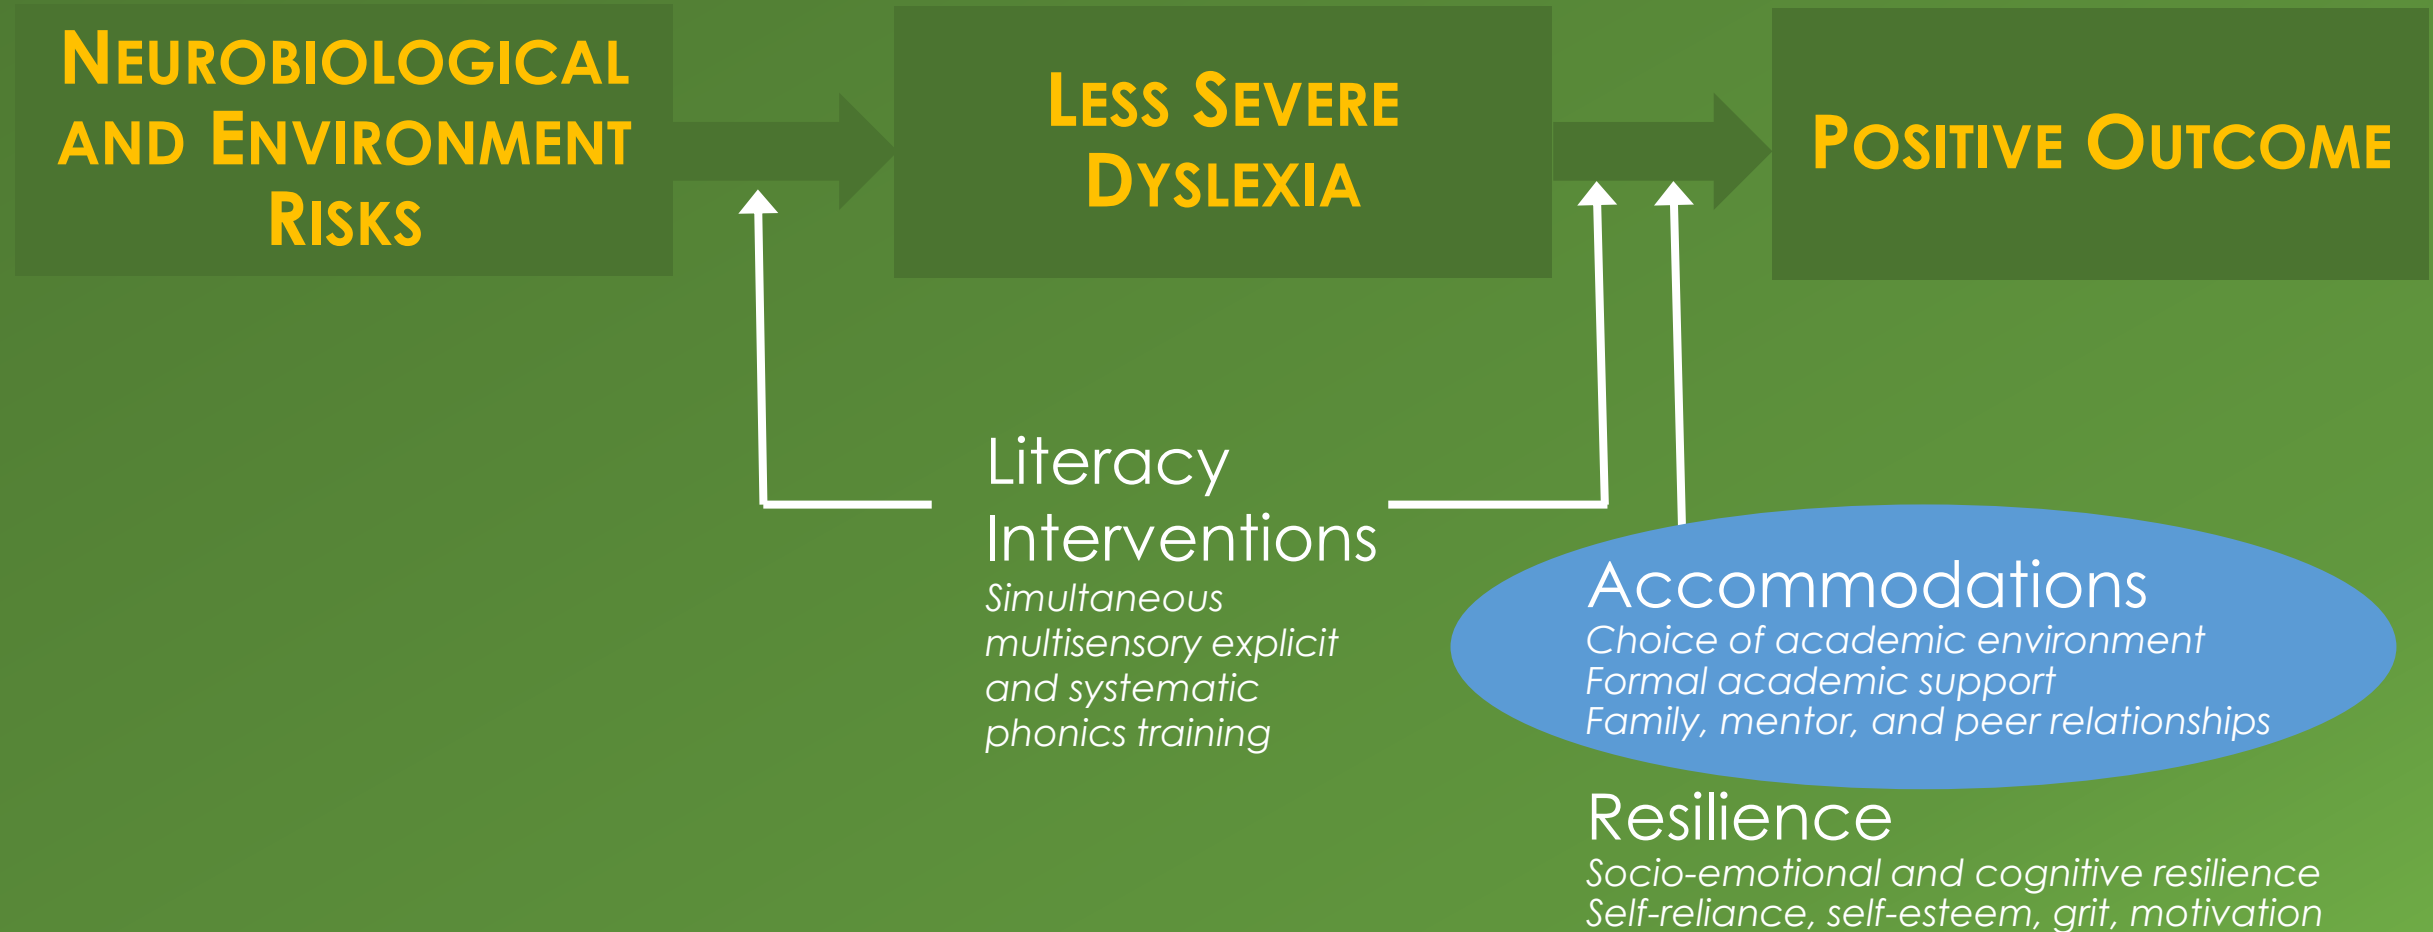 NEUROBIOLOGICAL
AND ENVIRONMENT
RISKS
LESS SEVERE
DYSLEXIA
POSITIVE OUTCOME
Literacy
Interventions
Simultaneous
multisensory explicit
and systematic
phonics training
Accommodations
Choice of academic environment
Formal academic support
Family, mentor, and peer relationships
Resilience
Socio-emotional and cognitive resilience
Self-reliance, self-esteem, grit, motivation